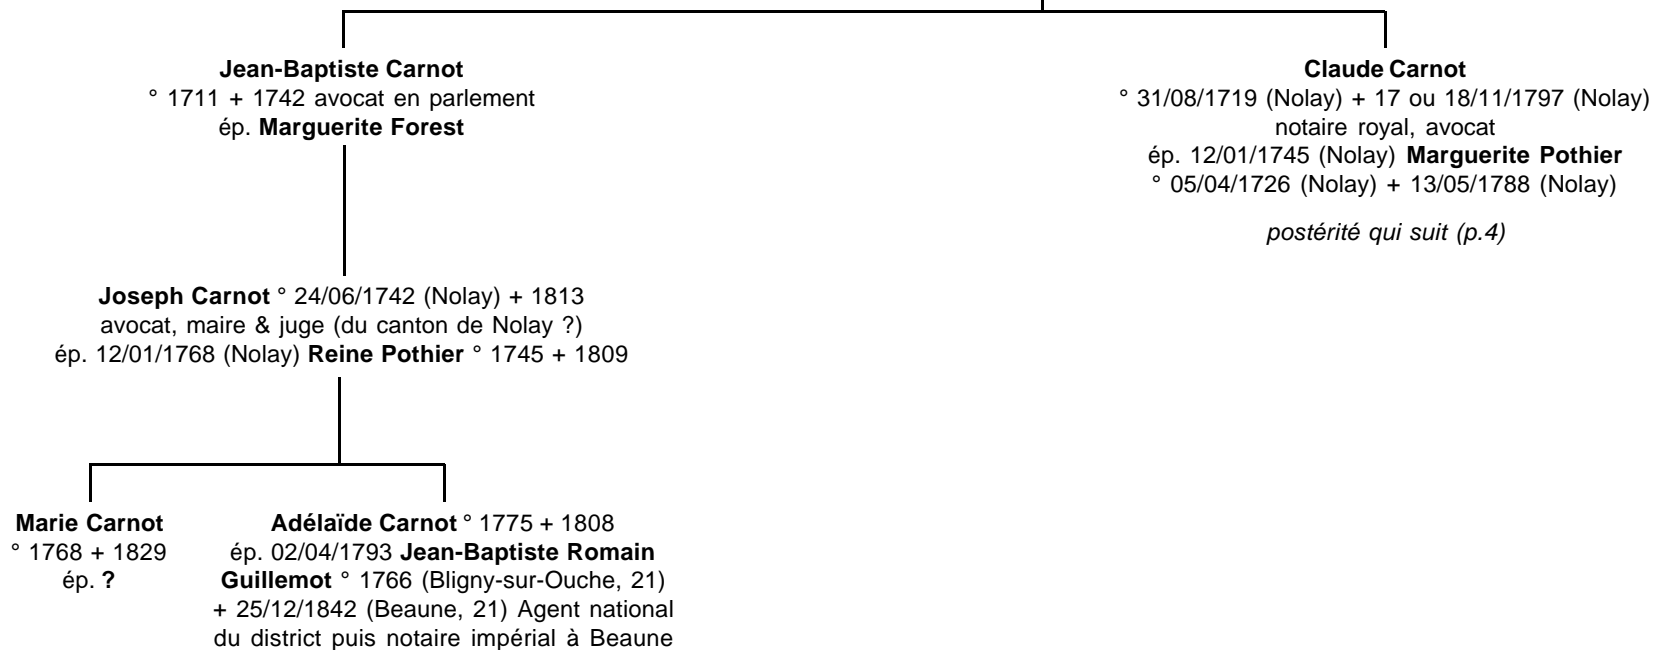 Jean-Baptiste Carnot
° 1711 + 1742 avocat en parlement
ép. Marguerite Forest
Claude Carnot
° 31/08/1719 (Nolay) + 17 ou 18/11/1797 (Nolay)
notaire royal, avocat
ép. 12/01/1745 (Nolay) Marguerite Pothier
° 05/04/1726 (Nolay) + 13/05/1788 (Nolay)
postérité qui suit (p.4)
Joseph Carnot ° 24/06/1742 (Nolay) + 1813
avocat, maire & juge (du canton de Nolay ?)
ép. 12/01/1768 (Nolay) Reine Pothier ° 1745 + 1809
Marie Carnot
° 1768 + 1829
ép. ?
Adélaïde Carnot ° 1775 + 1808
ép. 02/04/1793 Jean-Baptiste Romain
Guillemot ° 1766 (Bligny-sur-Ouche, 21)
+ 25/12/1842 (Beaune, 21) Agent national
du district puis notaire impérial à Beaune